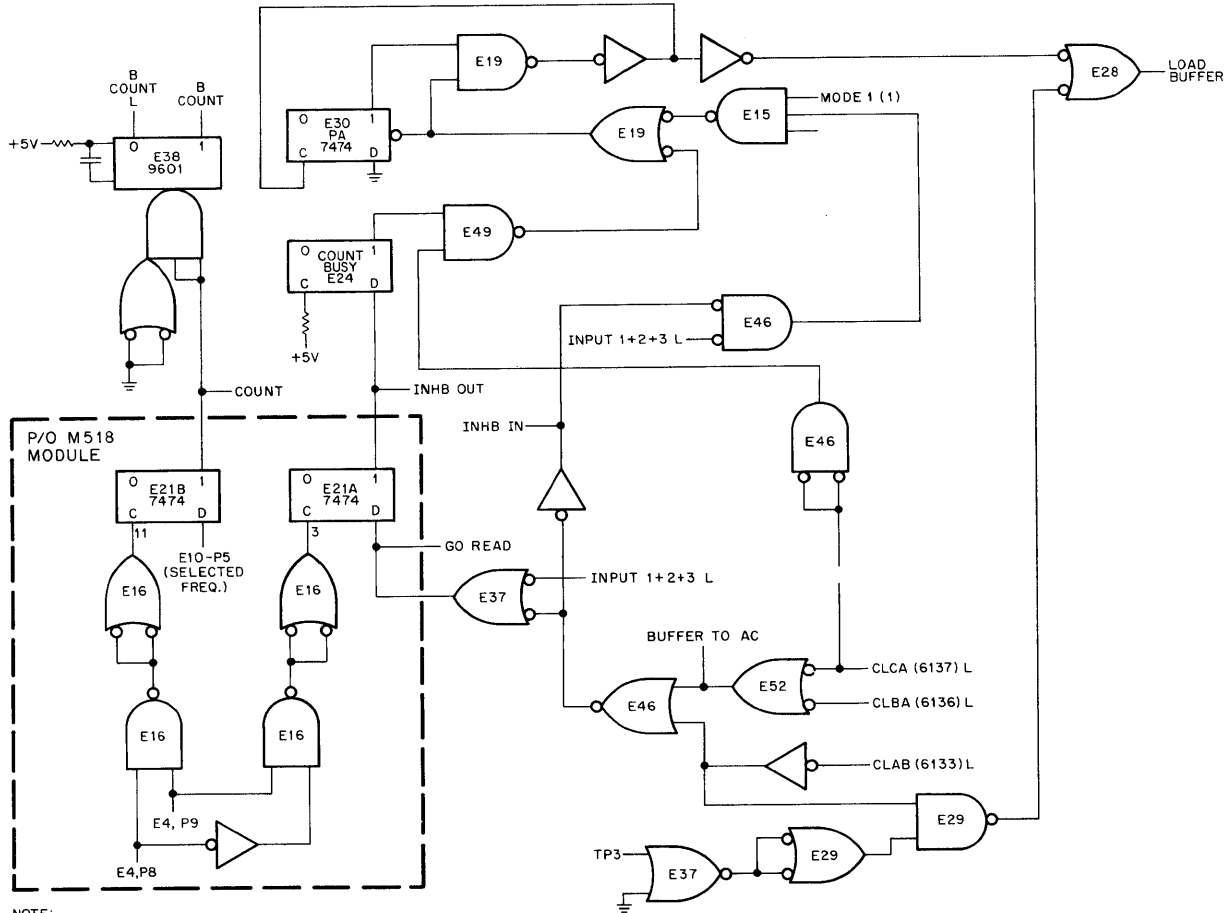 B
COUNT
L
B
COUNT
+5V
0
1
E38
9601
E19
E28
LOAD
BUFFER
0
E30
1
PA
7474
C
D
E19
E15
MODE 1 (1)
E49
0
COUNT
1
BUSY
C
E24
D
+5V
E46
INPUT 1+2+3 L
COUNT
INHB OUT
INHB IN
E46
P/O M518
MODULE
0
E21B
1
7474
C
D
11
E10-P5
(SELECTED
FREQ.)
0
E21A
1
7474
C
D
3
GO READ
E16
E16
E37
INPUT 1+2+3 L
BUFFER TO AC
E52
CLCA (6137) L
CLBA (6136) L
E46
E16
E16
CLAB (6133) L
E29
E4, P9
E4,P8
TP3
E37
E29
NOTE: